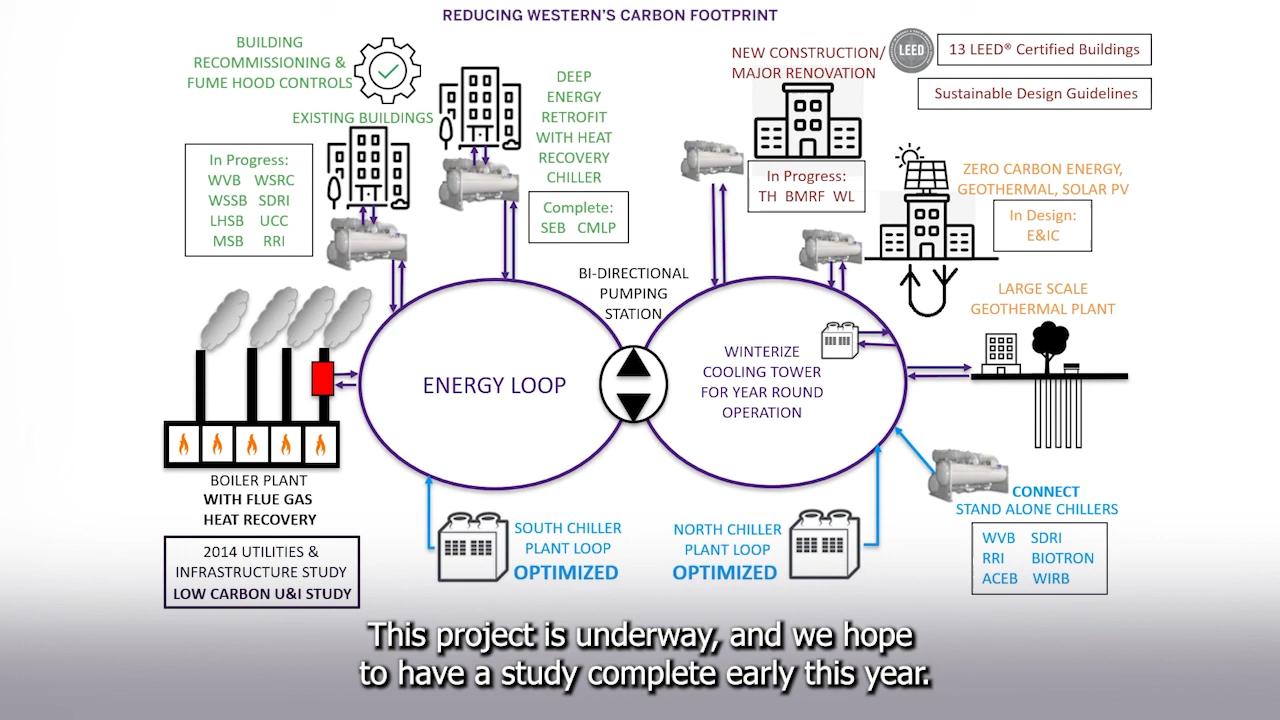 REDUCING WESTERN'S CARBON FOOTPRINT
BUILDING
RECOMMISSIONING &
FUME HOOD CONTROLS
EXISTING BUILDINGS
In Progress:
WVB WSRC
WSSB SDRI
LHSB UCC
MSB RRI
DEEP
ENERGY
RETROFIT
WITH HEAT
RECOVERY
CHILLER
Complete:
SEB CMLP
NEW CONSTRUCTION/
MAJOR RENOVATION
In Progress:
TH BMRF WL
LEED
13 LEED® Certified Buildings
Sustainable Design Guidelines
ZERO CARBON ENERGY,
GEOTHERMAL, SOLAR PV
In Design:
E&IC
LARGE SCALE
GEOTHERMAL PLANT
BI-DIRECTIONAL
PUMPING
STATION
ENERGY LOOP
WINTERIZE
COOLING TOWER
FOR YEAR ROUND
OPERATION
BOILER PLANT
WITH FLUE GAS
HEAT RECOVERY
2014 UTILITIES &
INFRASTRUCTURE STUDY
LOW CARBON U&I STUDY
SOUTH CHILLER
PLANT LOOP
OPTIMIZED
NORTH CHILLER
PLANT LOOP
OPTIMIZED
CONNECT
STAND ALONE CHILLERS
WVB SDRI
RRI BIOTRON
ACEB WIRB
This project is underway, and we hope
to have a study complete early this year.